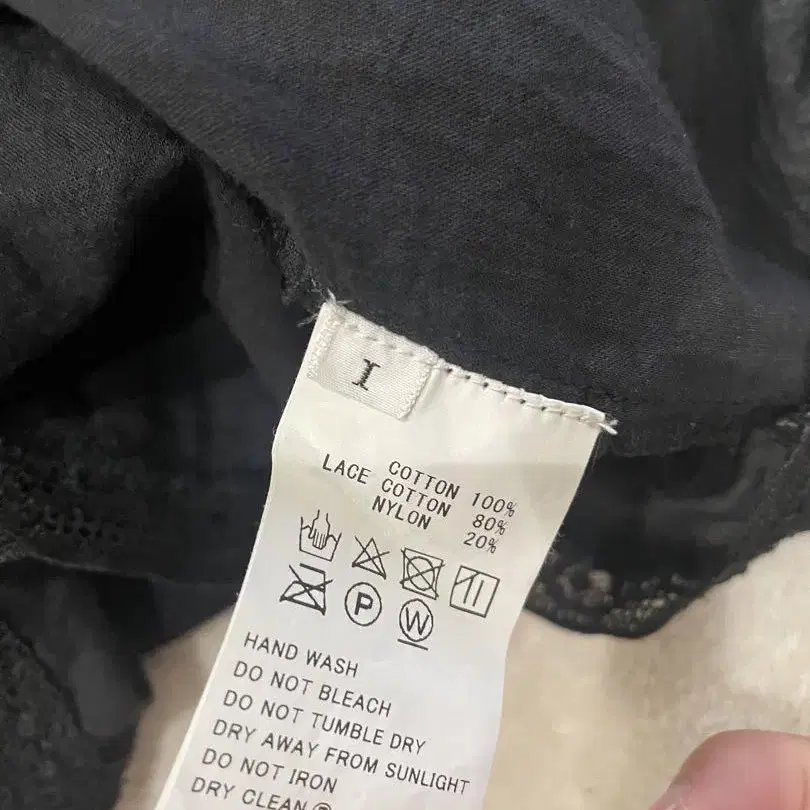 I
COTTON 100%
LACE COTTON 80%
NYLON 20%
P W
HAND WASH
DO NOT BLEACH
DO NOT TUMBLE DRY
DRY AWAY FROM SUNLIGHT
DO NOT IRON
DRY CLEAN Ⓟ